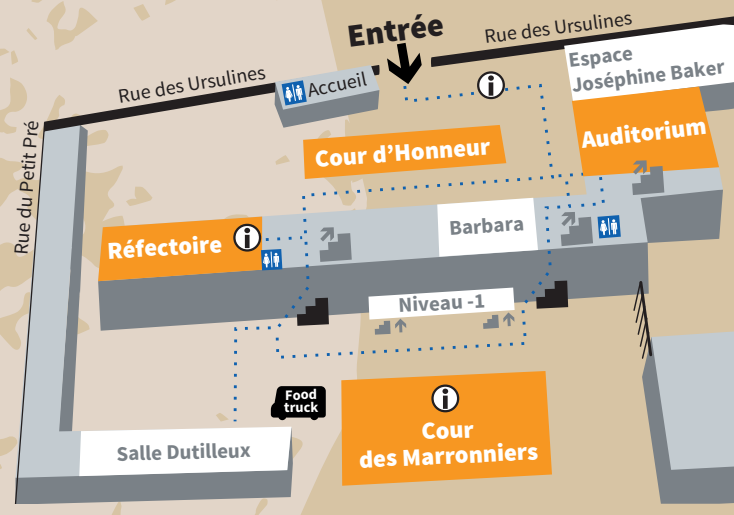 Entrée
Rue des Ursulines
Rue des Ursulines
Espace
Joséphine Baker
Accueil
i
Auditorium
Cour d'Honneur
Rue du Petit Pré
Réfectoire
i
Barbara
Niveau -1
Food
truck
i
Cour
des Marronniers
Salle Dutilleux